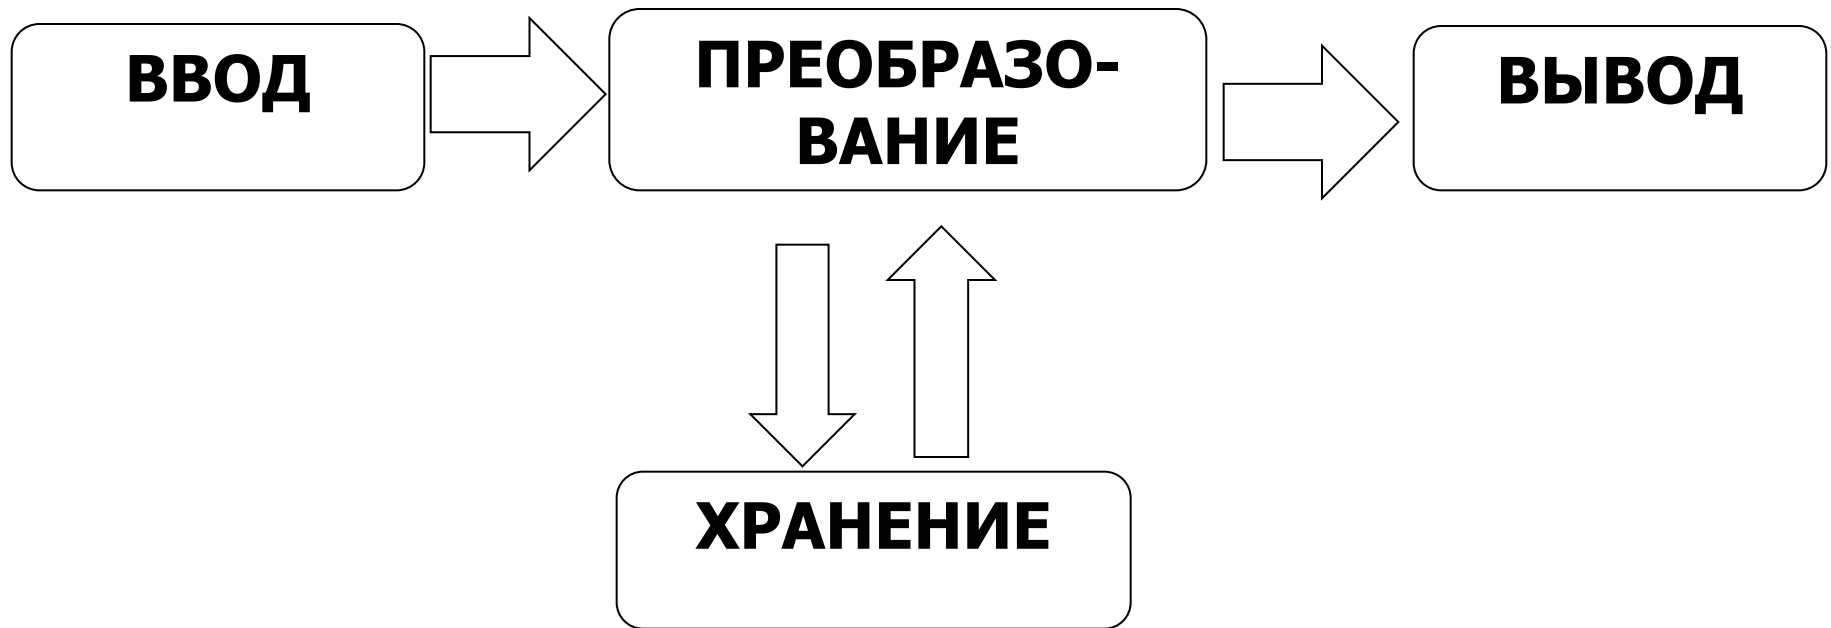 ВВОД
ПРЕОБРАЗО-
ВАНИЕ
ВЫВОД
ХРАНЕНИЕ